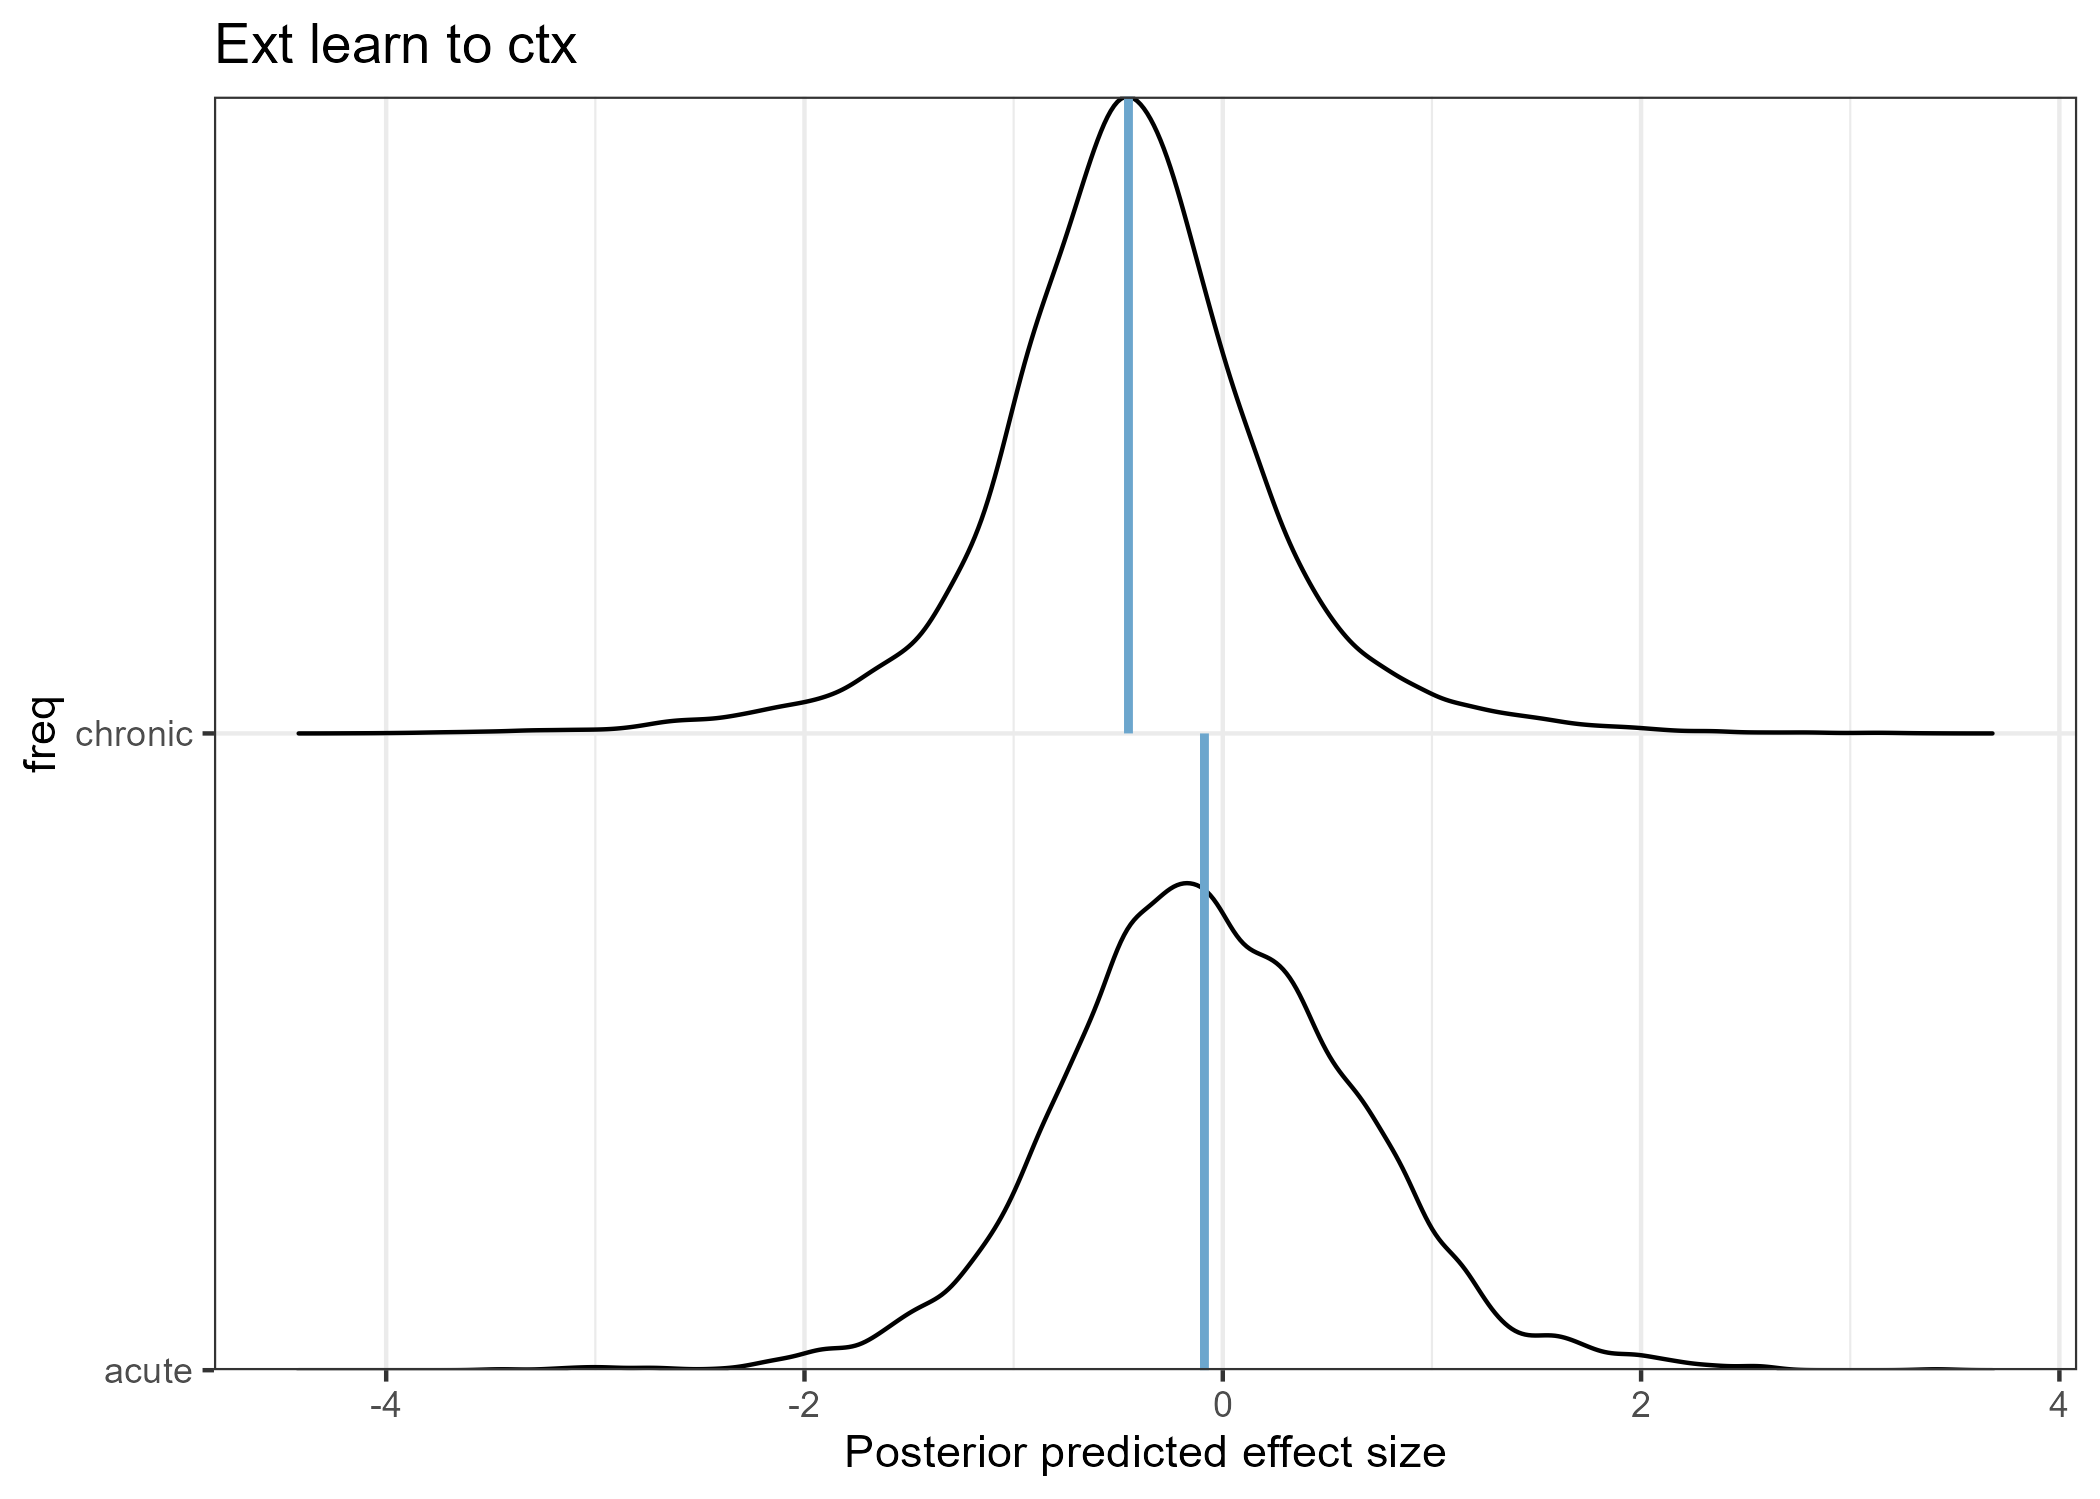 Ext learn to ctx
freq
chronic
acute
-4 -2 0 2 4
Posterior predicted effect size